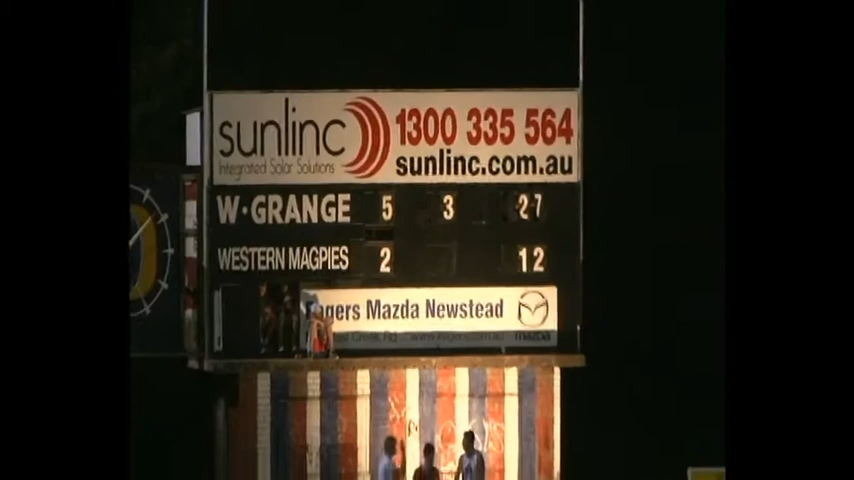 sunlinc 1300 335 564
Integrated Solar Solutions sunlinc.com.au
W·GRANGE 5 3 27
WESTERN MAGPIES 2 12
Rogers Mazda Newstead
mazda